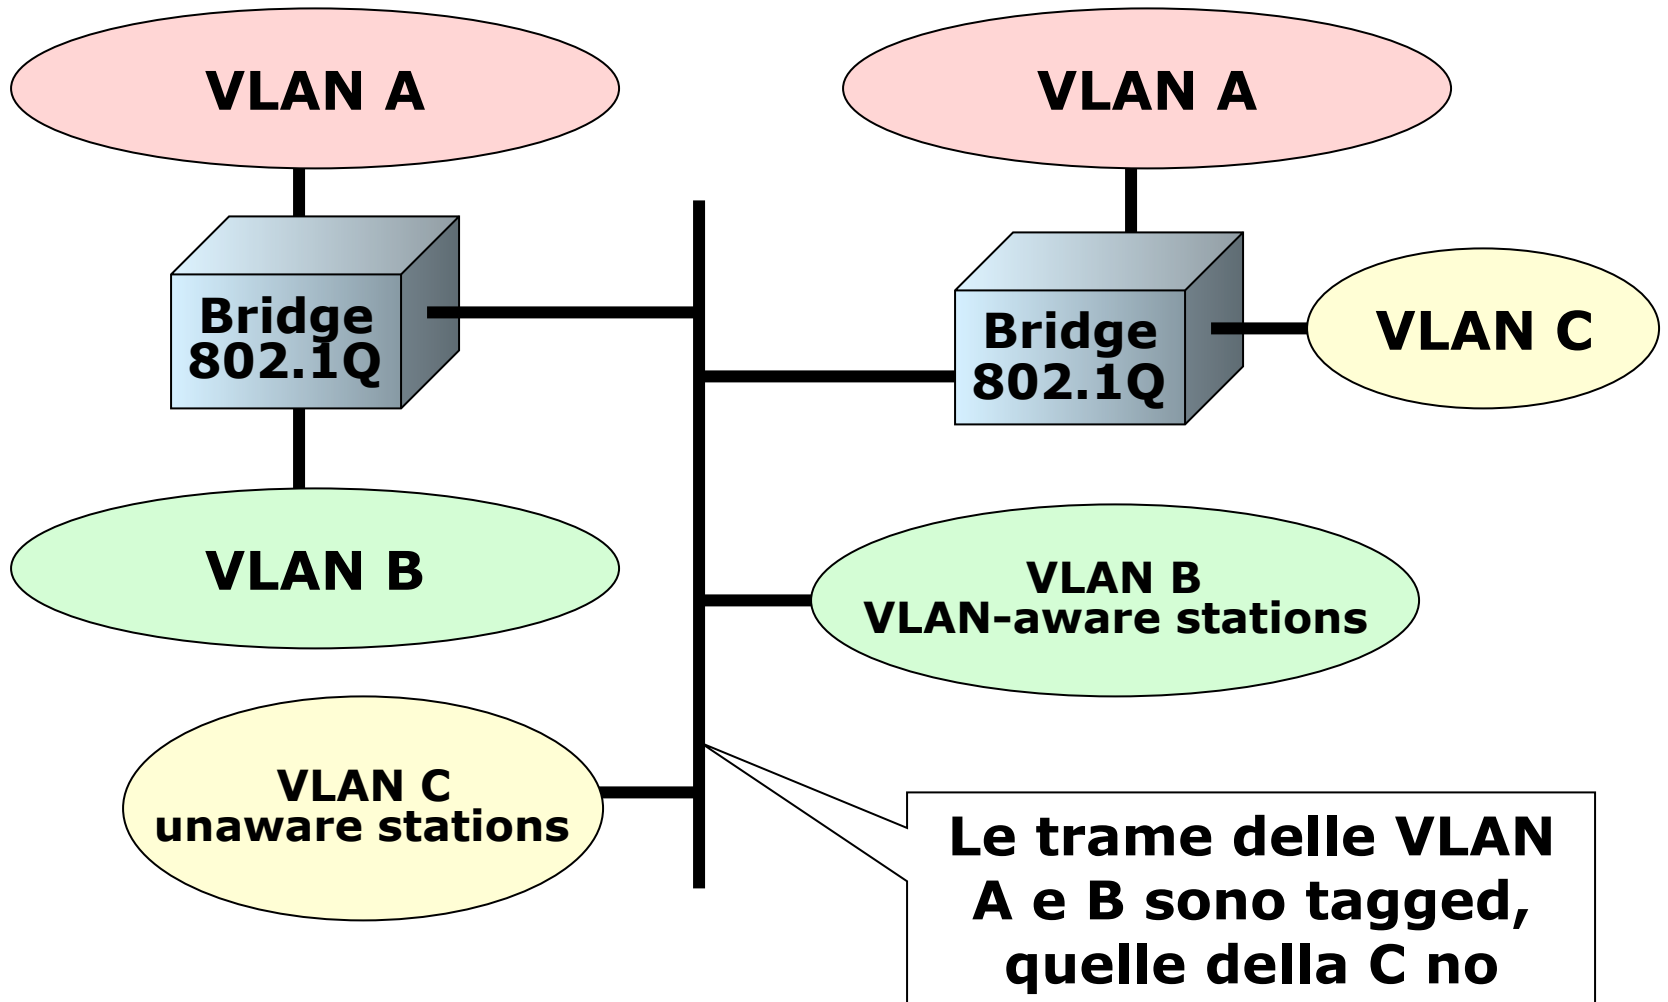 VLAN A
VLAN A
Bridge
802.1Q
Bridge
802.1Q
VLAN C
VLAN B
VLAN B
VLAN-aware stations
VLAN C
unaware stations
Le trame delle VLAN
A e B sono tagged,
quelle della C no